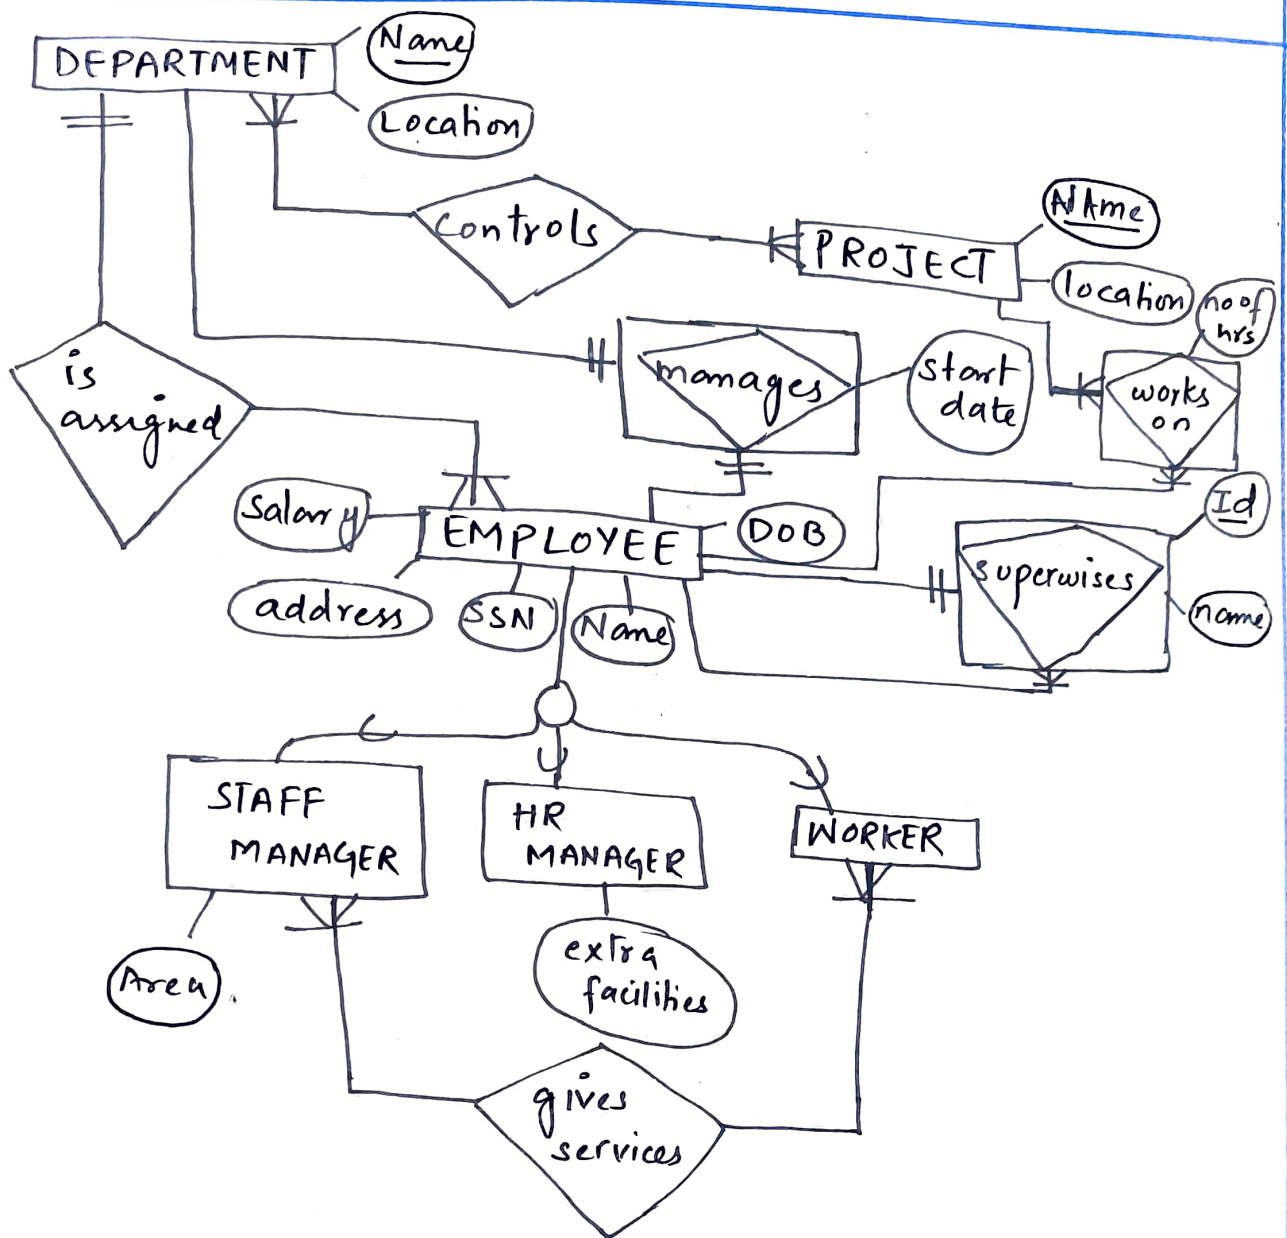 DEPARTMENT
Name
Location
controls
PROJECT
NAme
location
no of
hrs
is
assigned
manages
start
date
works
on
Salary
EMPLOYEE
DOB
Id
superwises
address
SSN
Name
name
STAFF
MANAGER
HR
MANAGER
WORKER
Area
extra
facilities
gives
services